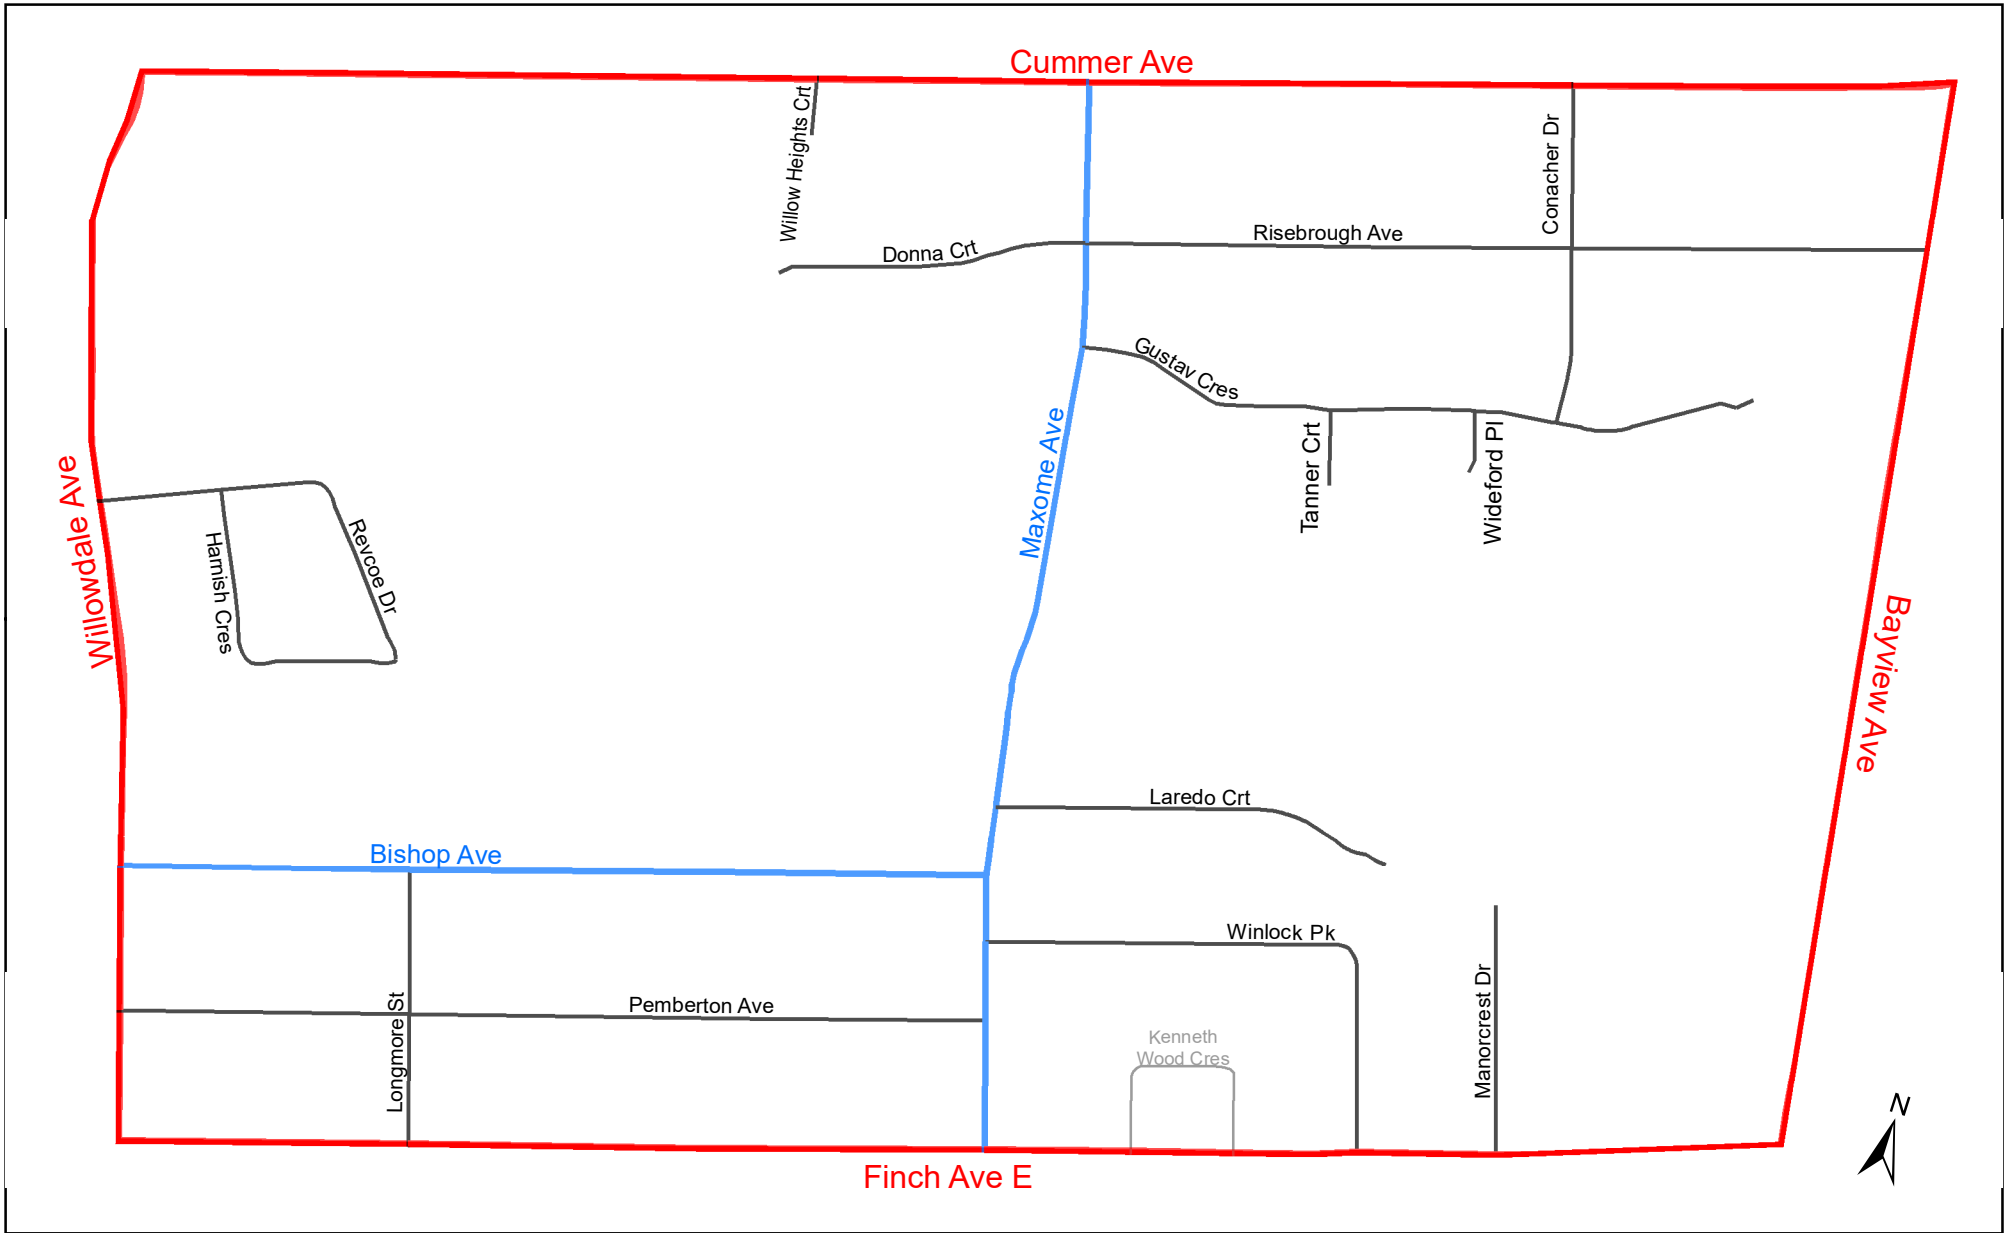 Cummer Ave
Willow Heights Crt
Conacher Dr
Donna Crt
Risebrough Ave
Gustav Cres
Maxome Ave
Tanner Crt
Wideford Pl
Willowdale Ave
Harnish Cres
Revcoe Dr
Bayview Ave
Laredo Crt
Bishop Ave
Winlock Pk
Manorcrest Dr
Longmore St
Pemberton Ave
Kenneth
Wood Cres
N
Finch Ave E